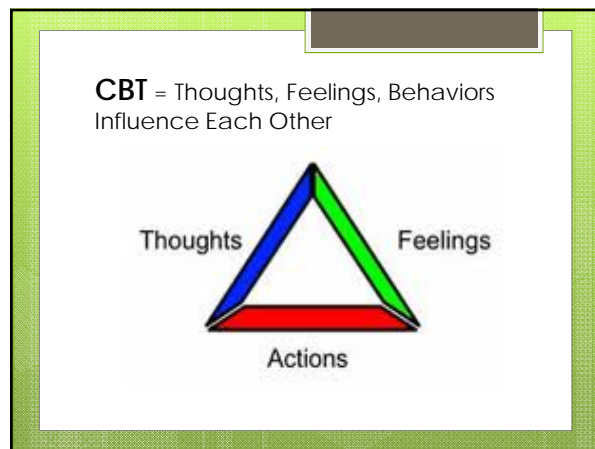 CBT = Thoughts, Feelings, Behaviors
Influence Each Other
Thoughts
Feelings
Actions